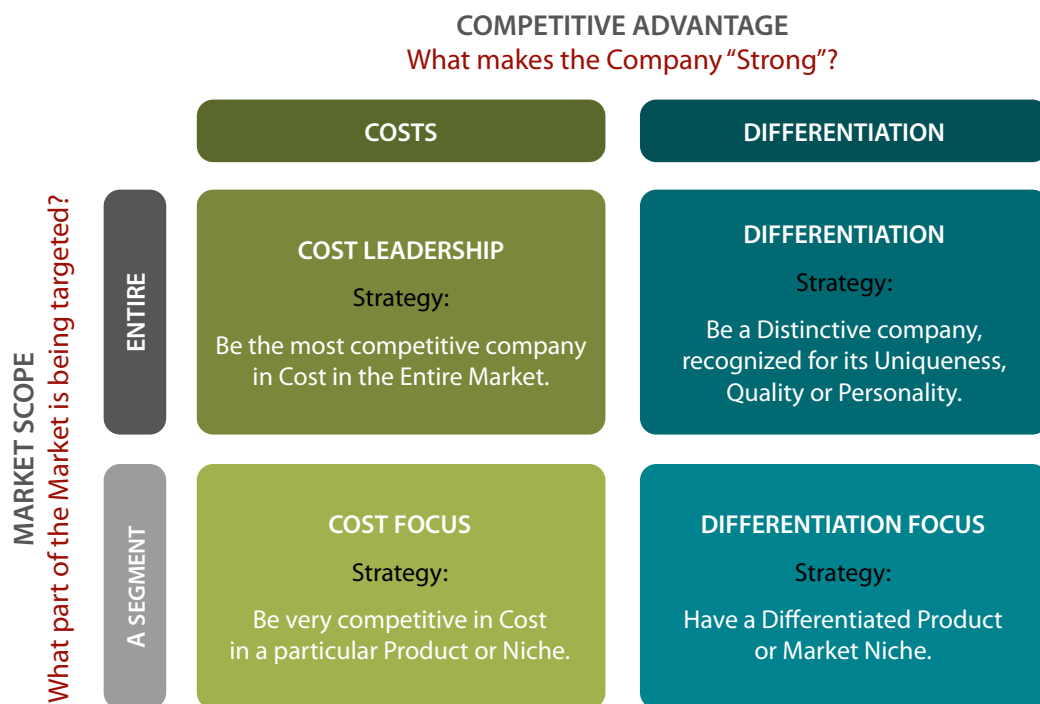 COMPETITIVE ADVANTAGE
What makes the Company “Strong”?
COSTS
DIFFERENTIATION
MARKET SCOPE
What part of the Market is being targeted?
ENTIRE
COST LEADERSHIP
Strategy:
Be the most competitive company
in Cost in the Entire Market.
DIFFERENTIATION
Strategy:
Be a Distinctive company,
recognized for its Uniqueness,
Quality or Personality.
A SEGMENT
COST FOCUS
Strategy:
Be very competitive in Cost
in a particular Product or Niche.
DIFFERENTIATION FOCUS
Strategy:
Have a Differentiated Product
or Market Niche.